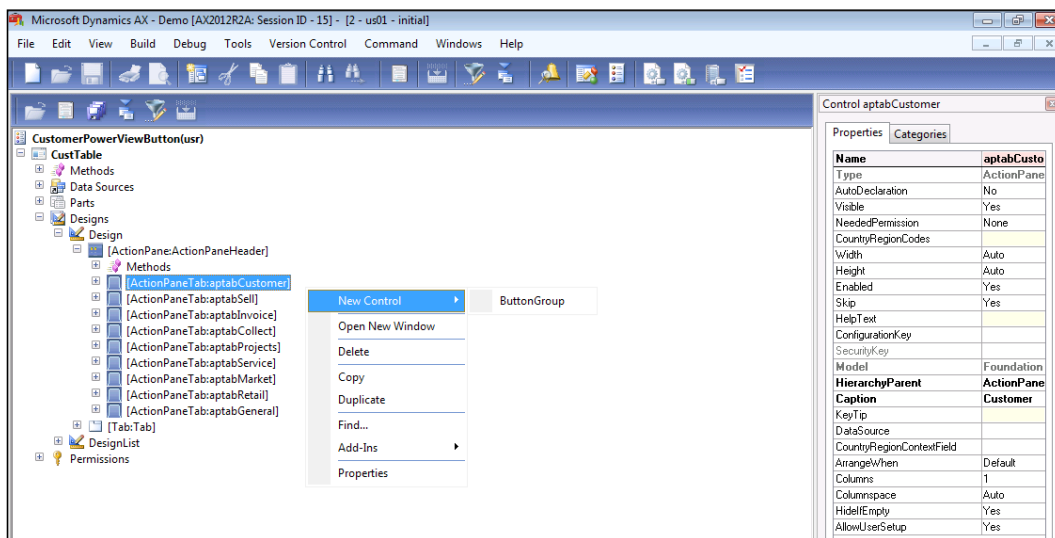 Microsoft Dynamics AX - Demo [AX2012R2A: Session ID - 15] - [2 - us01 - initial]
File Edit View Build Debug Tools Version Control Command Windows Help
CustomerPowerViewButton(usr)
CustTable
Methods
Data Sources
Parts
Designs
Design
[ActionPane:ActionPaneHeader]
Methods
[ActionPaneTab:aptabCustomer]
[ActionPaneTab:aptabSell]
[ActionPaneTab:aptabInvoice]
[ActionPaneTab:aptabCollect]
[ActionPaneTab:aptabProjects]
[ActionPaneTab:aptabService]
[ActionPaneTab:aptabMarket]
[ActionPaneTab:aptabRetail]
[ActionPaneTab:aptabGeneral]
[Tab:Tab]
DesignList
Permissions
New Control
ButtonGroup
Open New Window
Delete
Copy
Duplicate
Find...
Add-Ins
Properties
Control aptabCustomer
Properties Categories
Name aptabCusto
Type ActionPane
AutoDeclaration No
Visible Yes
NeededPermission None
CountryRegionCodes
Width Auto
Height Auto
Enabled Yes
Skip Yes
HelpText
ConfigurationKey
SecurityKey
Model Foundation
HierarchyParent ActionPane
Caption Customer
KeyTip
DataSource
CountryRegionContextField
ArrangeWhen Default
Columns 1
Columnspace Auto
HideIfEmpty Yes
AllowUserSetup Yes